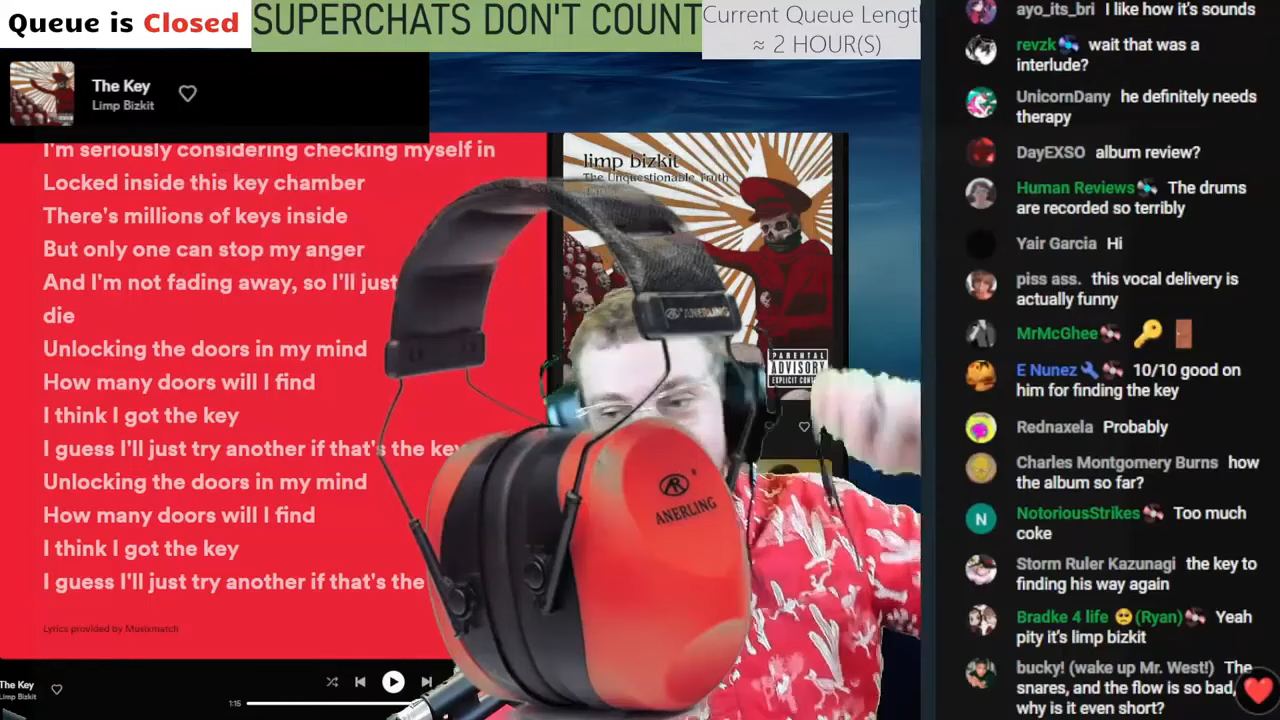 Queue is Closed
SUPERCHATS DON'T COUNT
Current Queue Lengt
≈ 2 HOUR(S)
The Key
Limp Bizkit
I'm seriously considering checking myself in
Locked inside this key chamber
There's millions of keys inside
But only one can stop my anger
And I'm not fading away, so I'll just
die
Unlocking the doors in my mind
How many doors will I find
I think I got the key
I guess I'll just try another if that's the key
Unlocking the doors in my mind
How many doors will I find
I think I got the key
I guess I'll just try another if that's the
Lyrics provided by Musixmatch
The Key
Limp Bizkit
1:15
limp bizkit
The Unquestionable Truth
PARENTAL
ADVISORY
EXPLICIT CON
ANERLING
ANERLING
ayo_its_bri I like how it's sounds
revzk wait that was a
interlude?
UnicornDany he definitely needs
therapy
DayEXSO album review?
Human Reviews The drums
are recorded so terribly
Yair Garcia Hi
piss ass. this vocal delivery is
actually funny
MrMcGhee 🔑 🚪
E Nunez 10/10 good on
him for finding the key
Rednaxela Probably
Charles Montgomery Burns how
the album so far?
N
NotoriousStrikes Too much
coke
Storm Ruler Kazunagi the key to
finding his way again
Bradke 4 life 🥺 (Ryan) Yeah
pity it's limp bizkit
bucky! (wake up Mr. West!) The
snares, and the flow is so bad,
why is it even short?